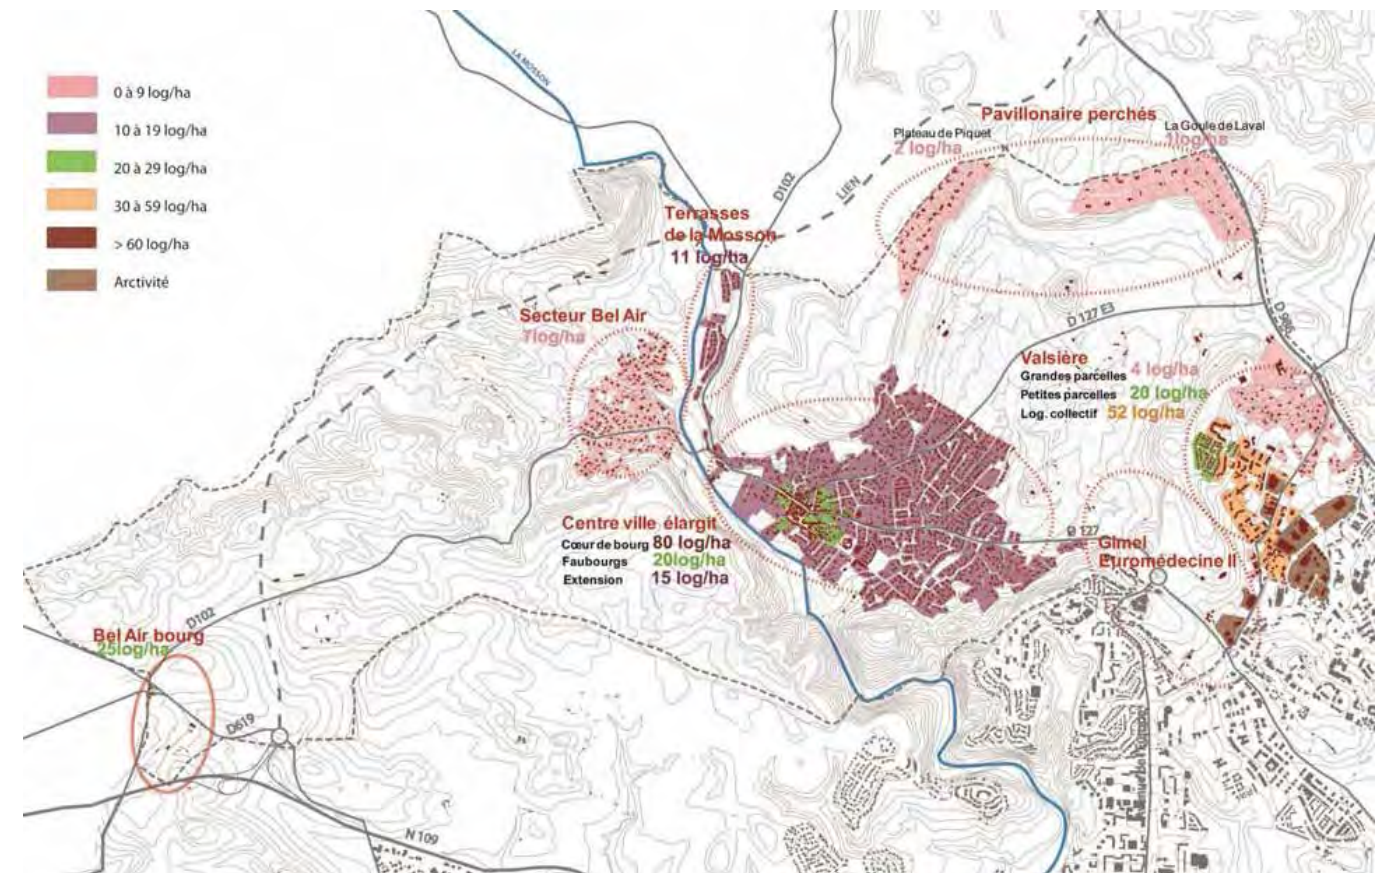 0 à 9 log/ha
10 à 19 log/ha
20 à 29 log/ha
30 à 59 log/ha
> 60 log/ha
Arctivité
LA MOSSON
D102
LIEN
Pavillonaire perchés
Plateau de Piquet
2 log/ha
La Goule de Laval
1log/ha
Terrasses
de la Mosson
11 log/ha
Secteur Bel Air
7log/ha
D 127 E3
D 986
Valsière
Grandes parcelles 4 log/ha
Petites parcelles 20 log/ha
Log. collectif 52 log/ha
Centre ville élargit
Cœur de bourg 80 log/ha
Faubourgs 20log/ha
Extension 15 log/ha
D 127
Gimel
Euromédecine II
D102
Bel Air bourg
25log/ha
D619
N 109